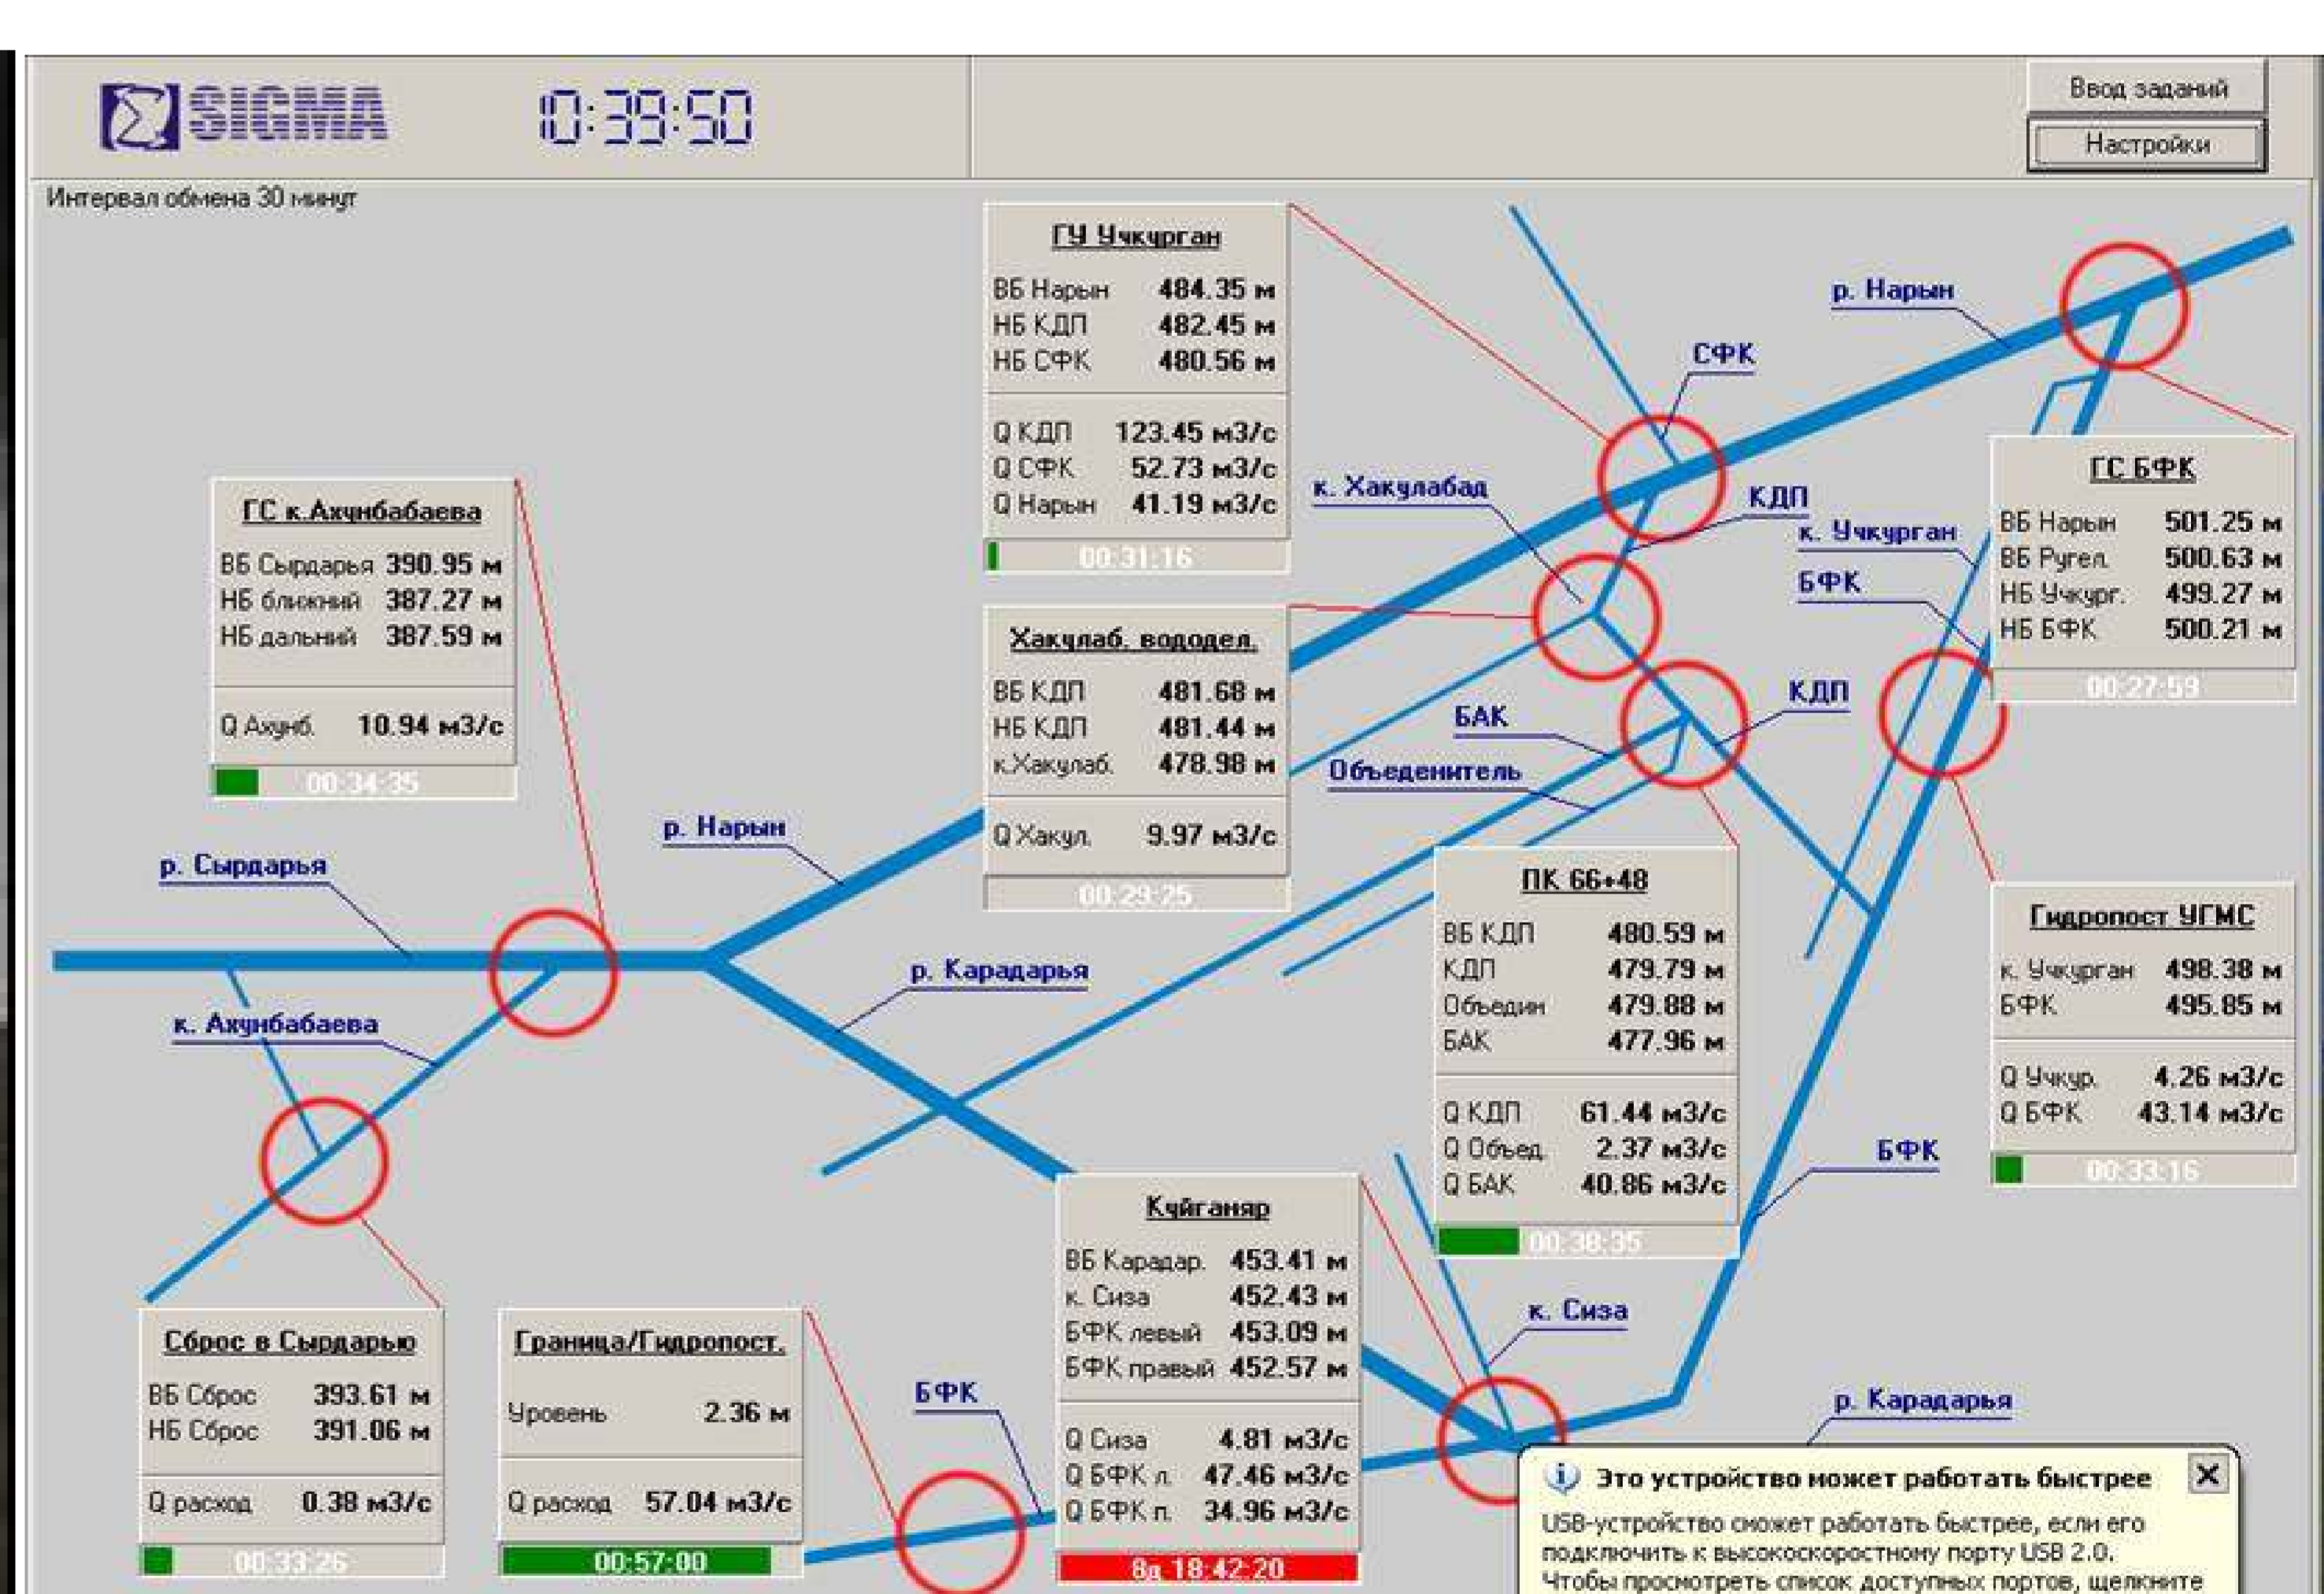 SIGMA
10:39:50
Ввод заданий
Настройки
Интервал обмена 30 минут
ГУ Учкурган
ВБ Нарын 484.35 м
НБ КДП 482.45 м
НБ СФК 480.56 м
Q КДП 123.45 м3/с
Q СФК 52.73 м3/с
Q Нарын 41.19 м3/с
00:31:16
р. Нарын
СФК
к. Хакулабад
КДП
к. Учкурган
БФК
ГС БФК
ВБ Нарын 501.25 м
ВБ Ругел. 500.63 м
НБ Учкург. 499.27 м
НБ БФК 500.21 м
00:27:59
ГС к.Ахунбабаева
ВБ Сырдарья 390.95 м
НБ ближний 387.27 м
НБ дальний 387.59 м
Q Ахунб. 10.94 м3/с
00:34:35
Хакулаб. вододел.
ВБ КДП 481.68 м
НБ КДП 481.44 м
к.Хакулаб. 478.98 м
Q Хакул. 9.97 м3/с
00:29:25
КДП
БАК
Объеденитель
р. Нарын
р. Сырдарья
р. Карадарья
к. Ахунбабаева
ПК 66+48
ВБ КДП 480.59 м
КДП 479.79 м
Объедин 479.88 м
БАК 477.96 м
Q КДП 61.44 м3/с
Q Объед. 2.37 м3/с
Q БАК 40.86 м3/с
00:38:35
Гидропост УГМС
к. Учкурган 498.38 м
БФК 495.85 м
Q Учкур. 4.26 м3/с
Q БФК 43.14 м3/с
00:33:16
БФК
Куйганяр
ВБ Карадар. 453.41 м
к. Сиза 452.43 м
БФК левый 453.09 м
БФК правый 452.57 м
Q Сиза 4.81 м3/с
Q БФК л. 47.46 м3/с
Q БФК п. 34.96 м3/с
8д 18:42:20
к. Сиза
Сброс в Сырдарью
ВБ Сброс 393.61 м
НБ Сброс 391.06 м
Q расход 0.38 м3/с
00:33:26
Граница/Гидропост.
Уровень 2.36 м
Q расход 57.04 м3/с
00:57:00
БФК
р. Карадарья
Это устройство может работать быстрее
USB-устройство сможет работать быстрее, если его
подключить к высокоскоростному порту USB 2.0.
Чтобы просмотреть список доступных портов, щелкните